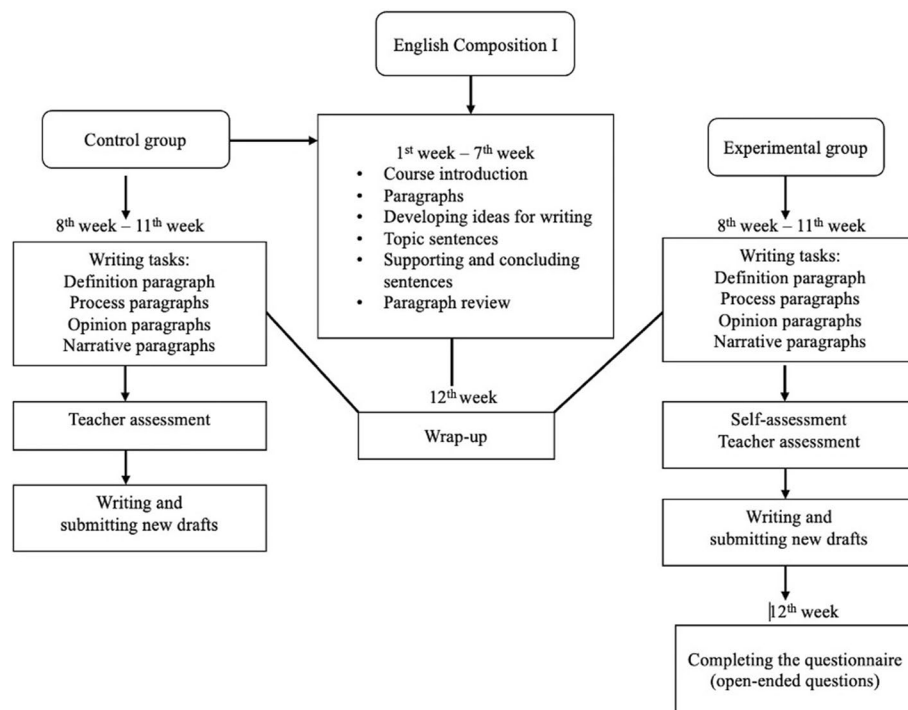 English Composition I
Control group
1st week – 7th week
• Course introduction
• Paragraphs
• Developing ideas for writing
• Topic sentences
• Supporting and concluding
sentences
• Paragraph review
Experimental group
8th week – 11th week
Writing tasks:
Definition paragraph
Process paragraphs
Opinion paragraphs
Narrative paragraphs
8th week – 11th week
Writing tasks:
Definition paragraph
Process paragraphs
Opinion paragraphs
Narrative paragraphs
12th week
Wrap-up
Teacher assessment
Self-assessment
Teacher assessment
Writing and
submitting new drafts
Writing and
submitting new drafts
12th week
Completing the questionnaire
(open-ended questions)